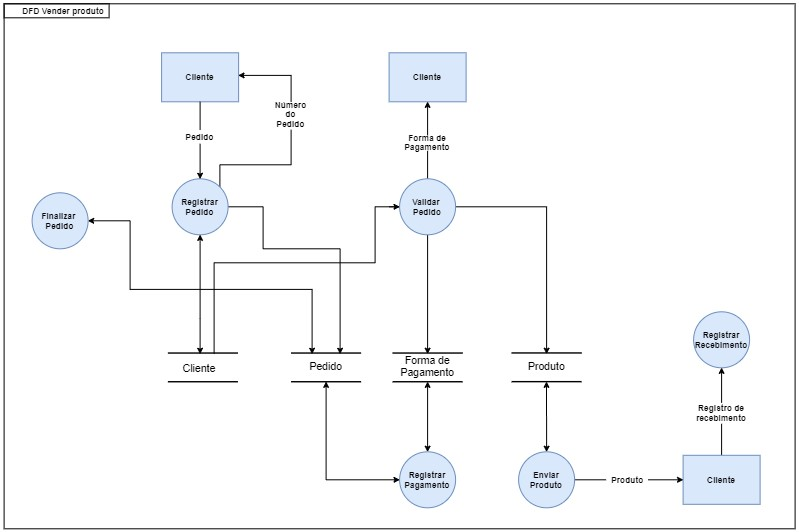 DFD Vender produto
Cliente
Cliente
Número
do
Pedido
Pedido
Forma de
Pagamento
Registrar
Pedido
Validar
Pedido
Finalizar
Pedido
Registrar
Recebimento
Cliente
Pedido
Forma de
Pagamento
Produto
Registro de
recebimento
Registrar
Pagamento
Enviar
Produto
Produto
Cliente